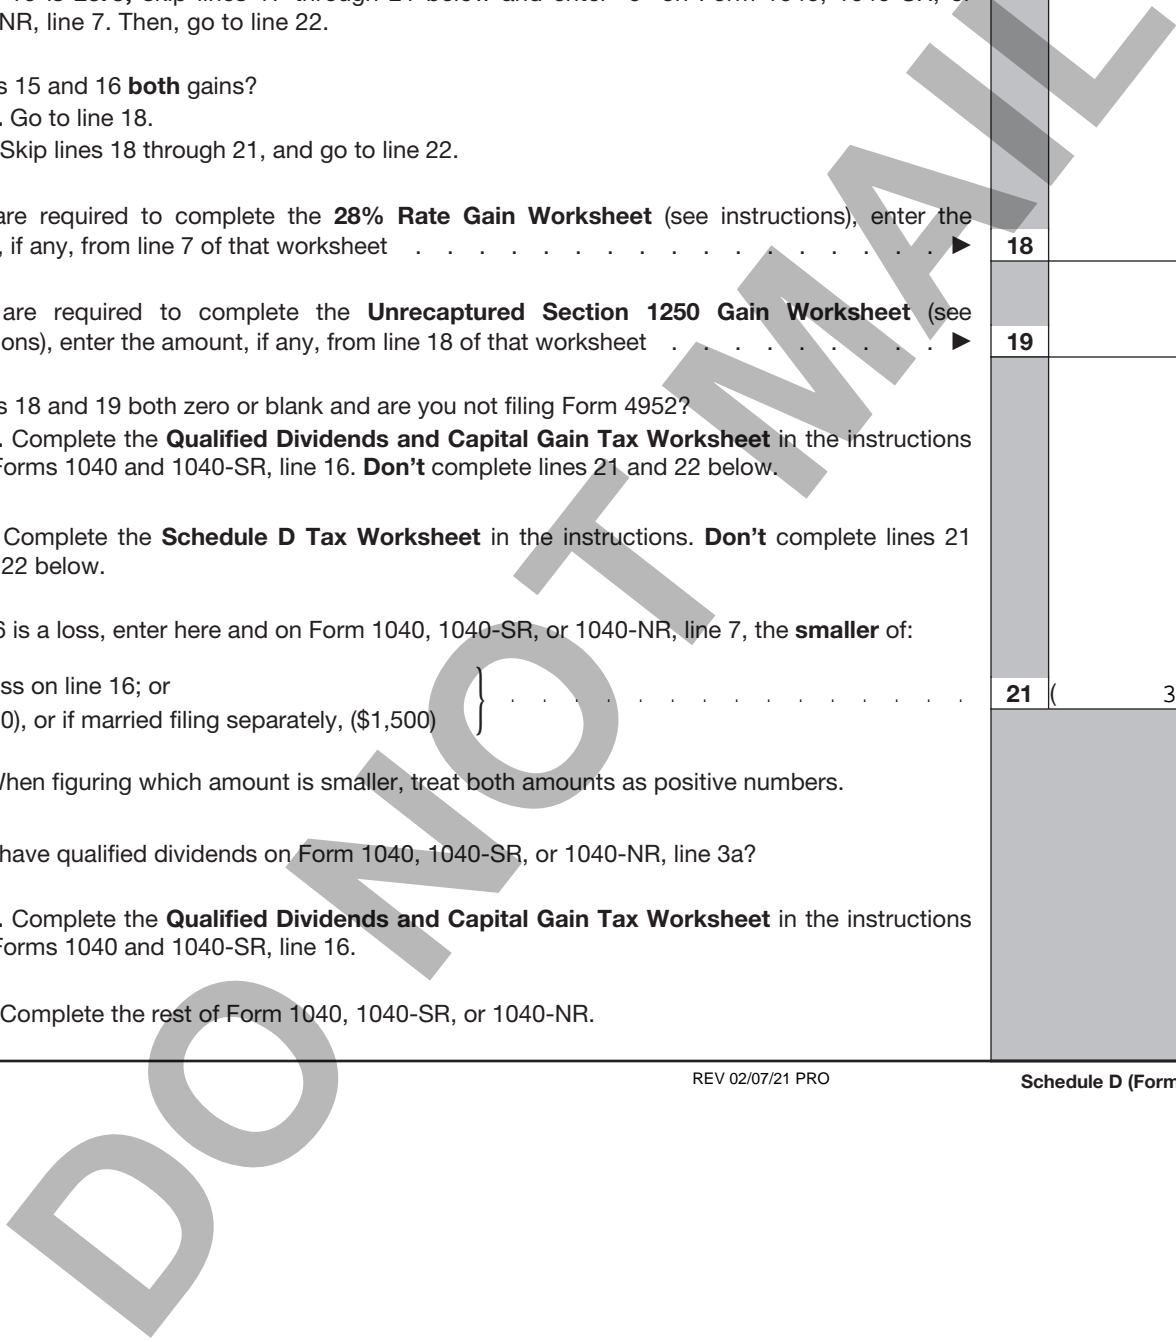 NR, line 7. Then, go to line 22.
s 15 and 16 both gains?
. Go to line 18.
Skip lines 18 through 21, and go to line 22.
are required to complete the 28% Rate Gain Worksheet (see instructions), enter the
, if any, from line 7 of that worksheet . . . . . . . . . . . . . . . . . ▶ 18
are required to complete the Unrecaptured Section 1250 Gain Worksheet (see
ons), enter the amount, if any, from line 18 of that worksheet . . . . . . . . . ▶ 19
s 18 and 19 both zero or blank and are you not filing Form 4952?
. Complete the Qualified Dividends and Capital Gain Tax Worksheet in the instructions
Forms 1040 and 1040-SR, line 16. Don't complete lines 21 and 22 below.
Complete the Schedule D Tax Worksheet in the instructions. Don't complete lines 21
22 below.
6 is a loss, enter here and on Form 1040, 1040-SR, or 1040-NR, line 7, the smaller of:
ss on line 16; or
0), or if married filing separately, ($1,500) } . . . . . . . . . . . . . . . 21 ( 3
When figuring which amount is smaller, treat both amounts as positive numbers.
have qualified dividends on Form 1040, 1040-SR, or 1040-NR, line 3a?
. Complete the Qualified Dividends and Capital Gain Tax Worksheet in the instructions
Forms 1040 and 1040-SR, line 16.
Complete the rest of Form 1040, 1040-SR, or 1040-NR.
REV 02/07/21 PRO Schedule D (Form
DO NOT MAIL